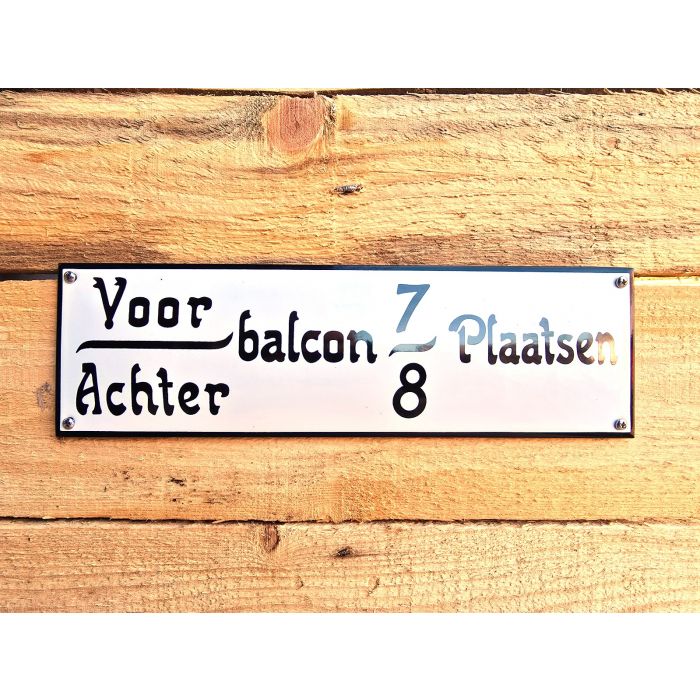 Voor 7
balcon Plaatsen
Achter 8